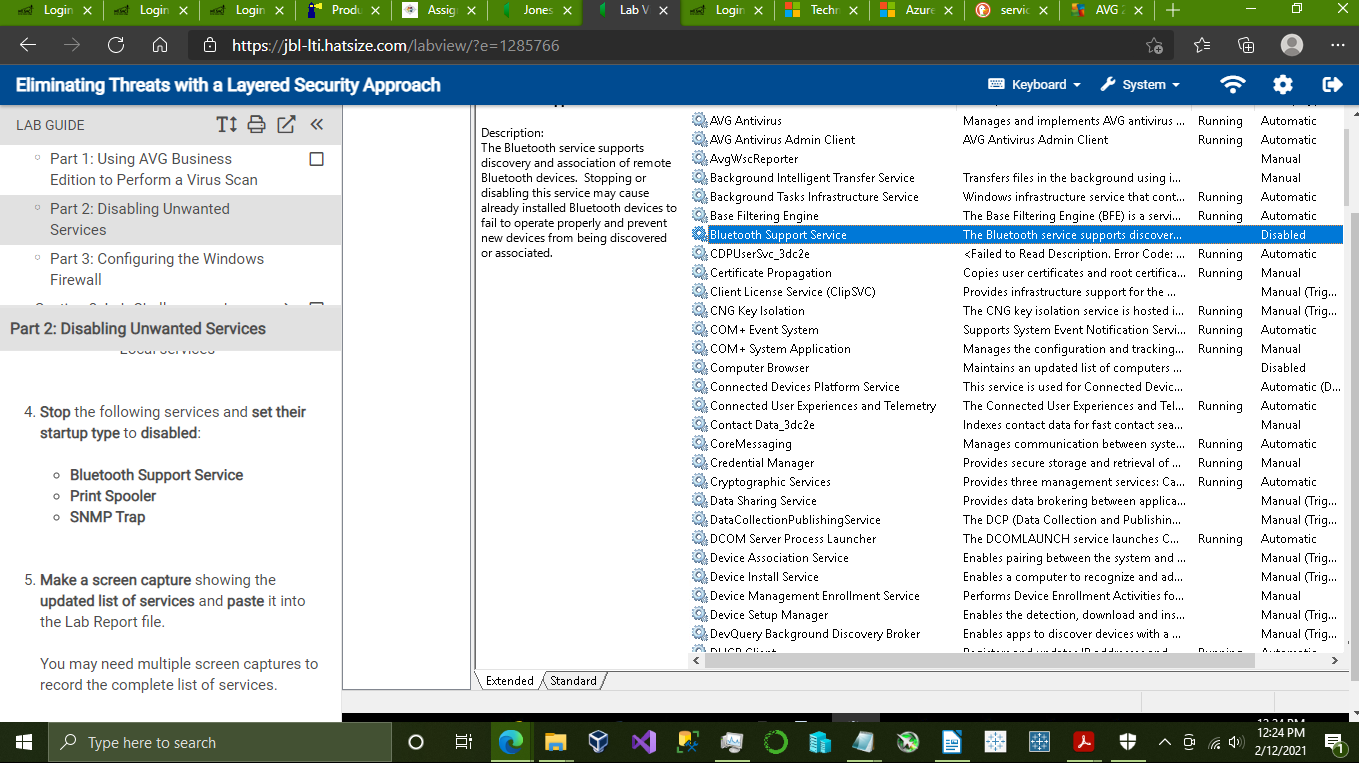 Login
Login
Login
Produ
Assig
Jones
Lab V
Login
Techn
Azure
servic
AVG 2
https://jbl-lti.hatsize.com/labview/?e=1285766
Eliminating Threats with a Layered Security Approach
Keyboard
System
LAB GUIDE
Part 1: Using AVG Business
Edition to Perform a Virus Scan
Part 2: Disabling Unwanted
Services
Part 3: Configuring the Windows
Firewall
Part 2: Disabling Unwanted Services
Local services
4. Stop the following services and set their
startup type to disabled:
Bluetooth Support Service
Print Spooler
SNMP Trap
5. Make a screen capture showing the
updated list of services and paste it into
the Lab Report file.
You may need multiple screen captures to
record the complete list of services.
Description:
The Bluetooth service supports
discovery and association of remote
Bluetooth devices. Stopping or
disabling this service may cause
already installed Bluetooth devices to
fail to operate properly and prevent
new devices from being discovered
or associated.
AVG Antivirus Manages and implements AVG antivirus ... Running Automatic
AVG Antivirus Admin Client AVG Antivirus Admin Client Running Automatic
AvgWscReporter Manual
Background Intelligent Transfer Service Transfers files in the background using i... Manual
Background Tasks Infrastructure Service Windows infrastructure service that cont... Running Automatic
Base Filtering Engine The Base Filtering Engine (BFE) is a servi... Running Automatic
Bluetooth Support Service The Bluetooth service supports discover... Disabled
CDPUserSvc_3dc2e <Failed to Read Description. Error Code: ... Running Automatic
Certificate Propagation Copies user certificates and root certifica... Running Manual
Client License Service (ClipSVC) Provides infrastructure support for the ... Manual (Trig...
CNG Key Isolation The CNG key isolation service is hosted i... Running Manual (Trig...
COM+ Event System Supports System Event Notification Servi... Running Automatic
COM+ System Application Manages the configuration and tracking... Running Manual
Computer Browser Maintains an updated list of computers ... Disabled
Connected Devices Platform Service This service is used for Connected Devic... Automatic (D...
Connected User Experiences and Telemetry The Connected User Experiences and Tel... Running Automatic
Contact Data_3dc2e Indexes contact data for fast contact sea... Manual
CoreMessaging Manages communication between syste... Running Automatic
Credential Manager Provides secure storage and retrieval of ... Running Manual
Cryptographic Services Provides three management services: Ca... Running Automatic
Data Sharing Service Provides data brokering between applica... Manual (Trig...
DataCollectionPublishingService The DCP (Data Collection and Publishin... Manual (Trig...
DCOM Server Process Launcher The DCOMLAUNCH service launches C... Running Automatic
Device Association Service Enables pairing between the system and ... Manual (Trig...
Device Install Service Enables a computer to recognize and ad... Manual (Trig...
Device Management Enrollment Service Performs Device Enrollment Activities fo... Manual
Device Setup Manager Enables the detection, download and ins... Manual (Trig...
DevQuery Background Discovery Broker Enables apps to discover devices with a ... Manual (Trig...
Extended
Standard
Type here to search
12:24 PM
2/12/2021
1